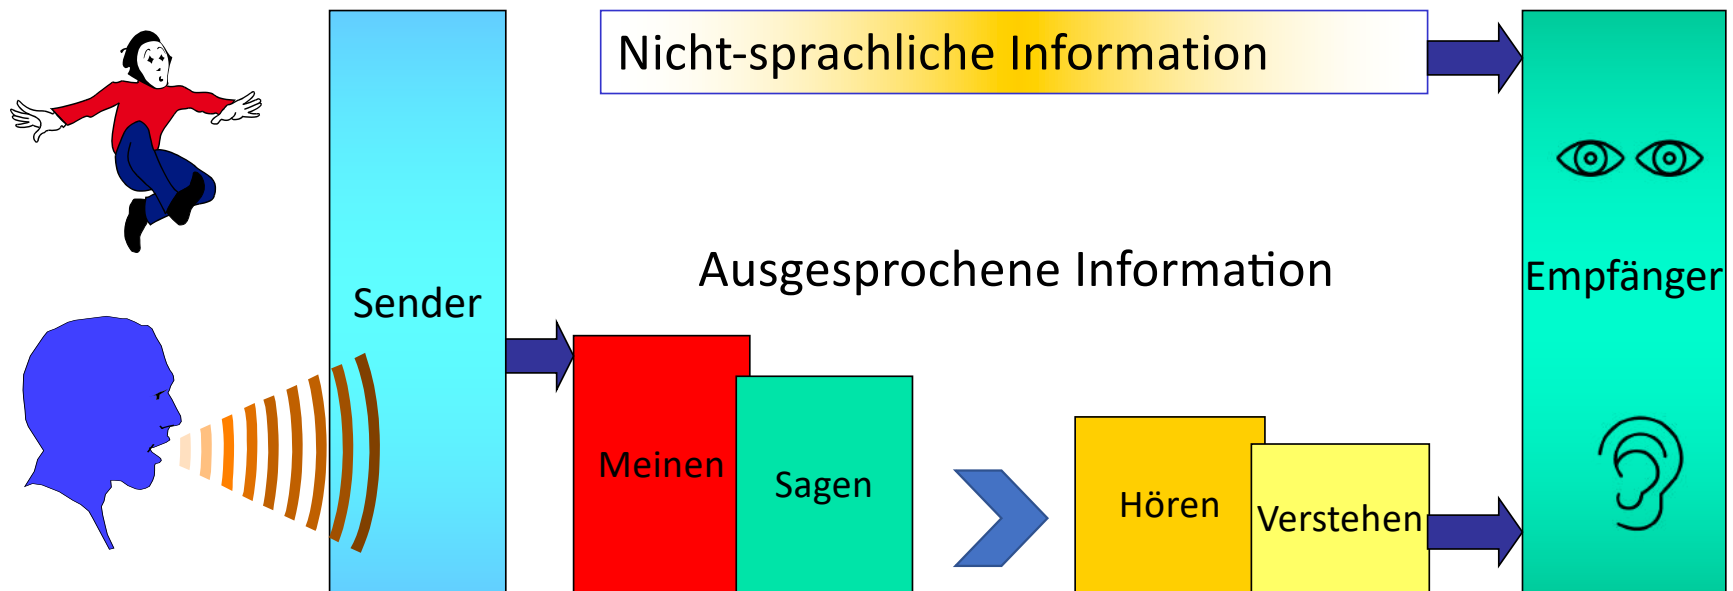 Nicht-sprachliche Information
Ausgesprochene Information
Sender
Empfänger
Meinen
Sagen
Hören
Verstehen